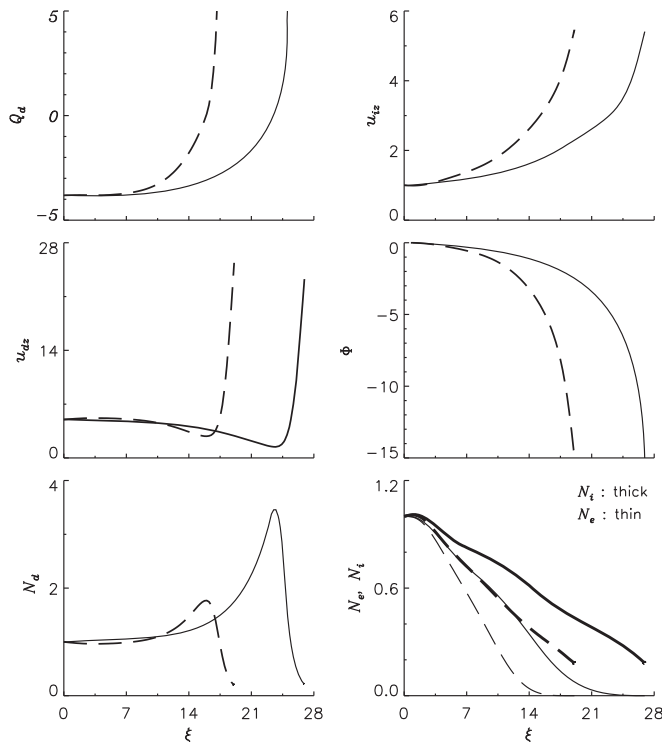 5
0
−5
Q_d
6
4
2
0
u_iz
28
14
0
u_dz
0
−5
−10
−15
Φ
4
2
0
N_d
0 7 14 21 28
ξ
1.2
0.6
0.0
N_e, N_i
N_i : thick
N_e : thin
0 7 14 21 28
ξ